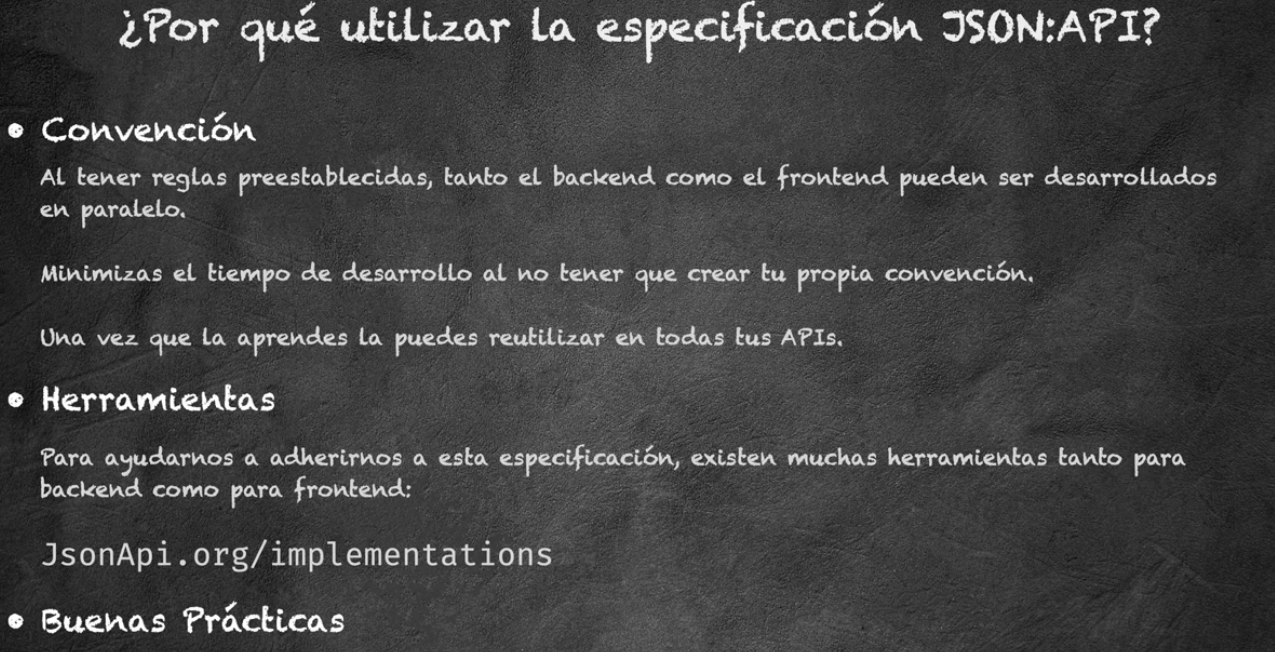 ¿Por qué utilizar la especificación JSON:API?
• Convención
Al tener reglas preestablecidas, tanto el backend como el frontend pueden ser desarrollados
en paralelo.
Minimizas el tiempo de desarrollo al no tener que crear tu propia convención.
Una vez que la aprendes la puedes reutilizar en todas tus APIs.
• Herramientas
Para ayudarnos a adherirnos a esta especificación, existen muchas herramientas tanto para
backend como para frontend:
JsonApi.org/implementations
• Buenas Prácticas